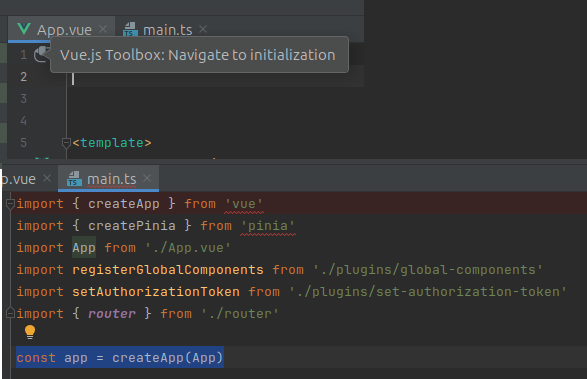 App.vue
main.ts
1
Vue.js Toolbox: Navigate to initialization
2
3
4
5 <template>
p.vue
main.ts
import { createApp } from 'vue'
import { createPinia } from 'pinia'
import App from './App.vue'
import registerGlobalComponents from './plugins/global-components'
import setAuthorizationToken from './plugins/set-authorization-token'
import { router } from './router'
const app = createApp(App)